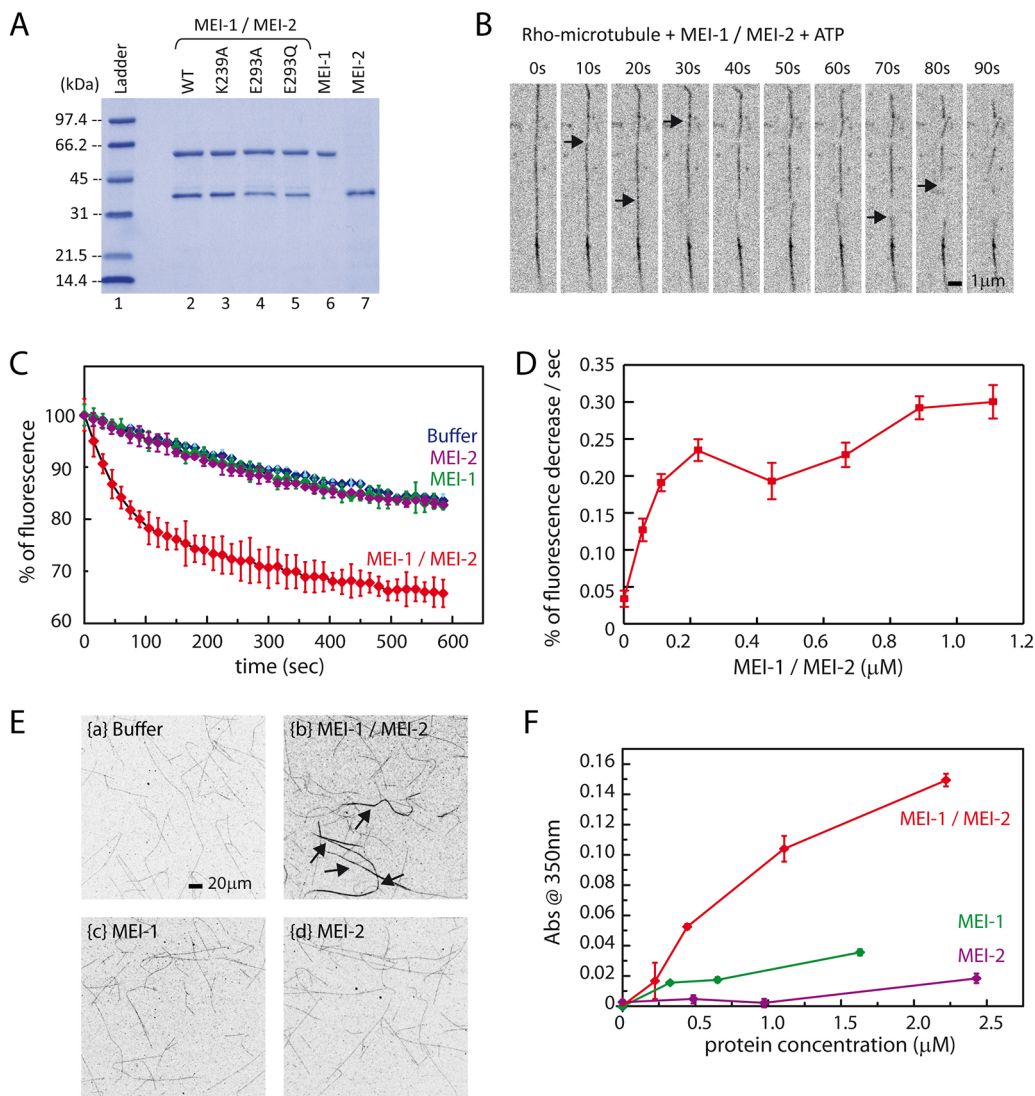 A
MEI-1 / MEI-2
(kDa) Ladder WT K239A E293A E293Q MEI-1 MEI-2
97.4 --
66.2 --
45 --
31 --
21.5 --
14.4 --
1 2 3 4 5 6 7
B
Rho-microtubule + MEI-1 / MEI-2 + ATP
0s 10s 20s 30s 40s 50s 60s 70s 80s 90s
1μm
C
% of fluorescence
100
90
80
70
60
Buffer
MEI-2
MEI-1
MEI-1 / MEI-2
0 100 200 300 400 500 600
time (sec)
D
% of fluorescence decrease / sec
0.35
0.30
0.25
0.20
0.15
0.10
0.05
0
0 0.2 0.4 0.6 0.8 1.0 1.2
MEI-1 / MEI-2 (μM)
E
{a} Buffer
20μm
{b} MEI-1 / MEI-2
{c} MEI-1
{d} MEI-2
F
Abs @ 350nm
0.16
0.14
0.12
0.10
0.08
0.06
0.04
0.02
0
MEI-1 / MEI-2
MEI-1
MEI-2
0 0.5 1.0 1.5 2.0 2.5
protein concentration (μM)